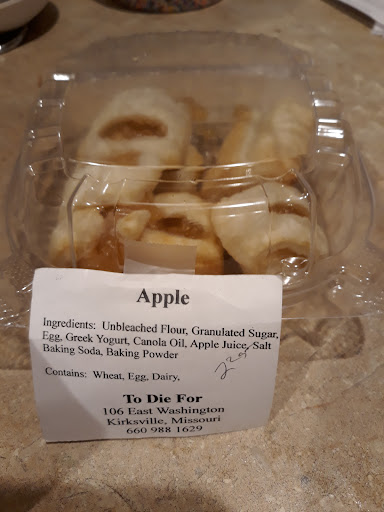 Apple
Ingredients: Unbleached Flour, Granulated Sugar,
Egg, Greek Yogurt, Canola Oil, Apple Juice, Salt
Baking Soda, Baking Powder
Contains: Wheat, Egg, Dairy,
To Die For
106 East Washington
Kirksville, Missouri
660 988 1629